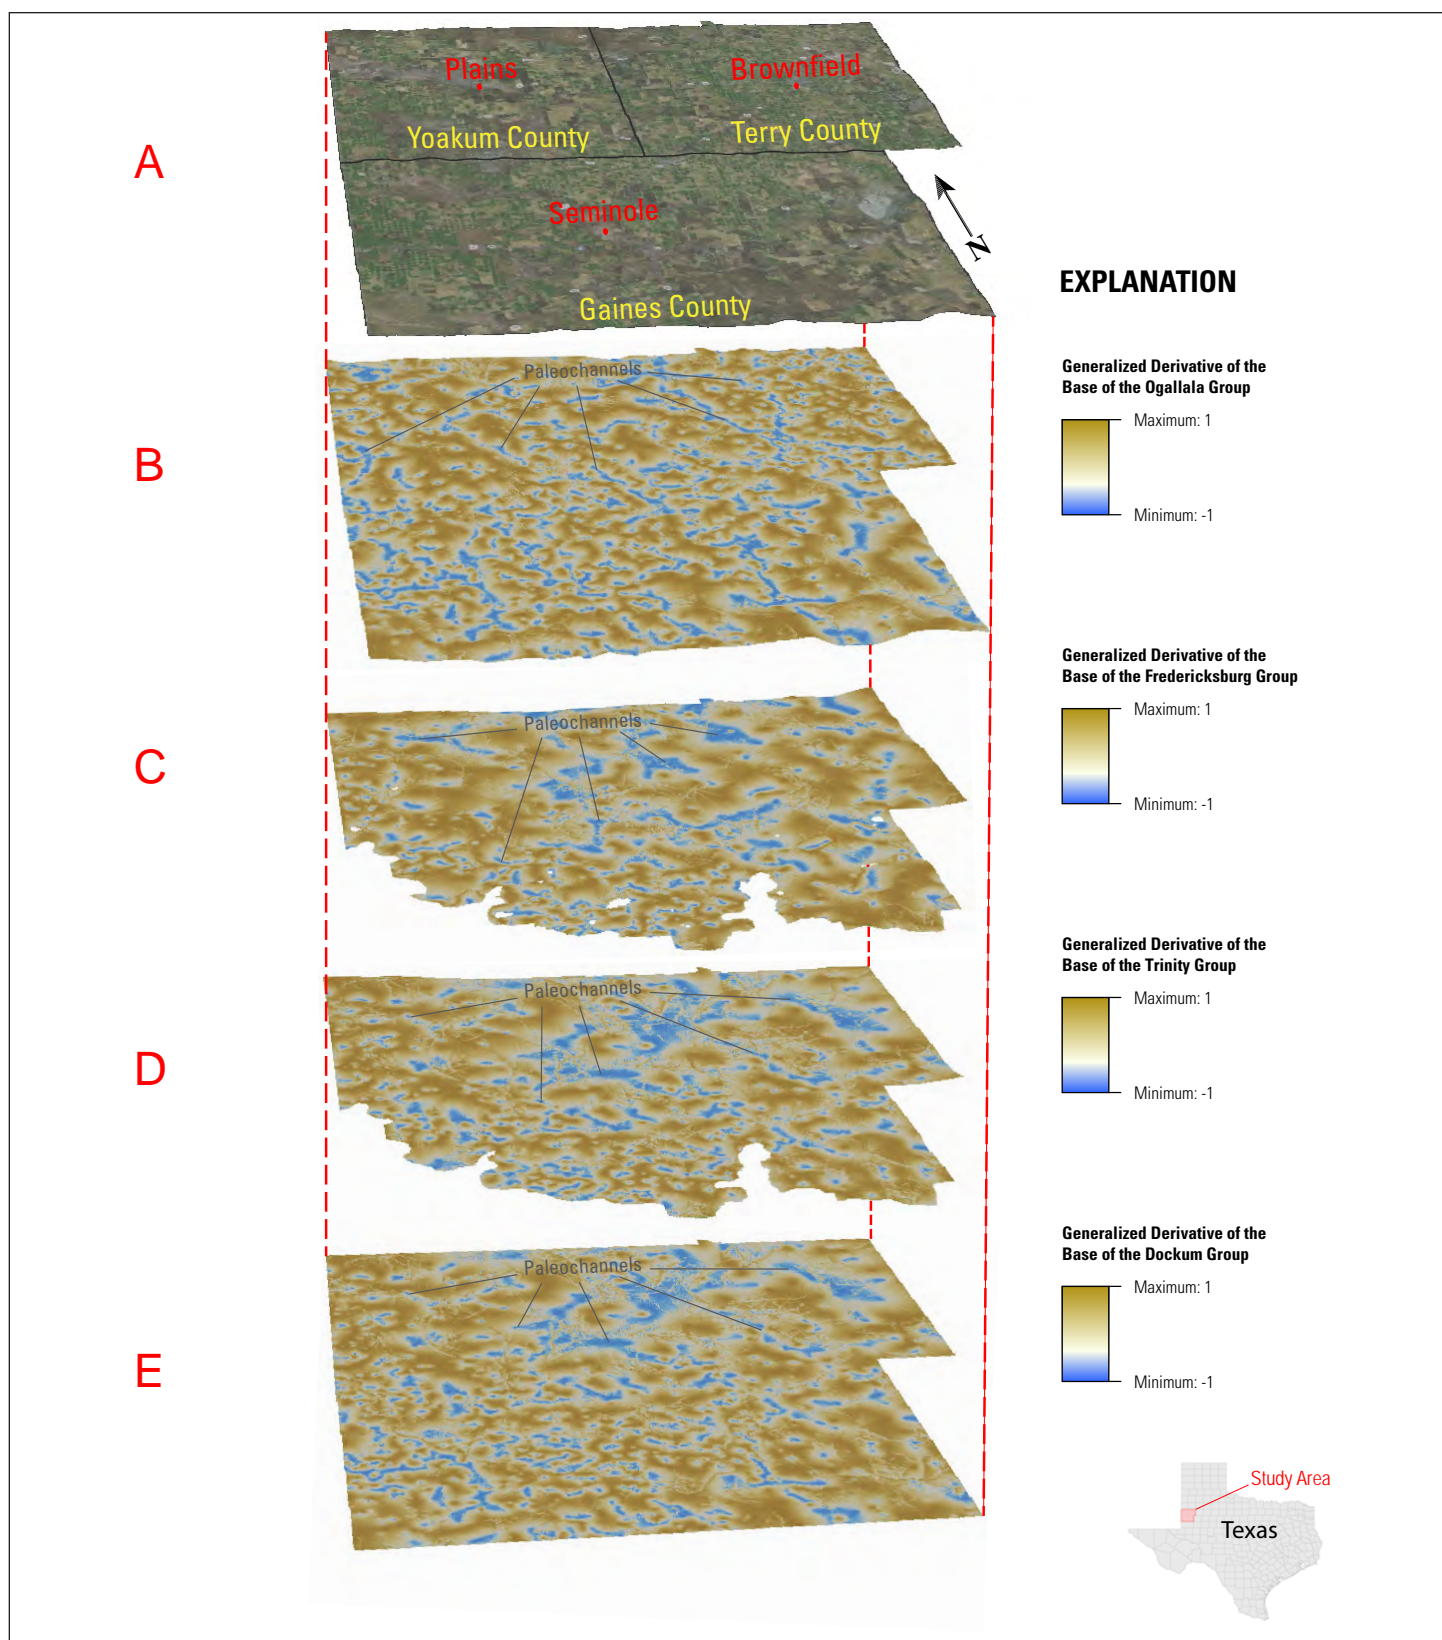 A
Plains
Brownfield
Yoakum County
Terry County
Seminole
Gaines County
N
EXPLANATION
B
Paleochannels
Generalized Derivative of the
Base of the Ogallala Group
Maximum: 1
Minimum: -1
C
Paleochannels
Generalized Derivative of the
Base of the Fredericksburg Group
Maximum: 1
Minimum: -1
D
Paleochannels
Generalized Derivative of the
Base of the Trinity Group
Maximum: 1
Minimum: -1
E
Paleochannels
Generalized Derivative of the
Base of the Dockum Group
Maximum: 1
Minimum: -1
Study Area
Texas